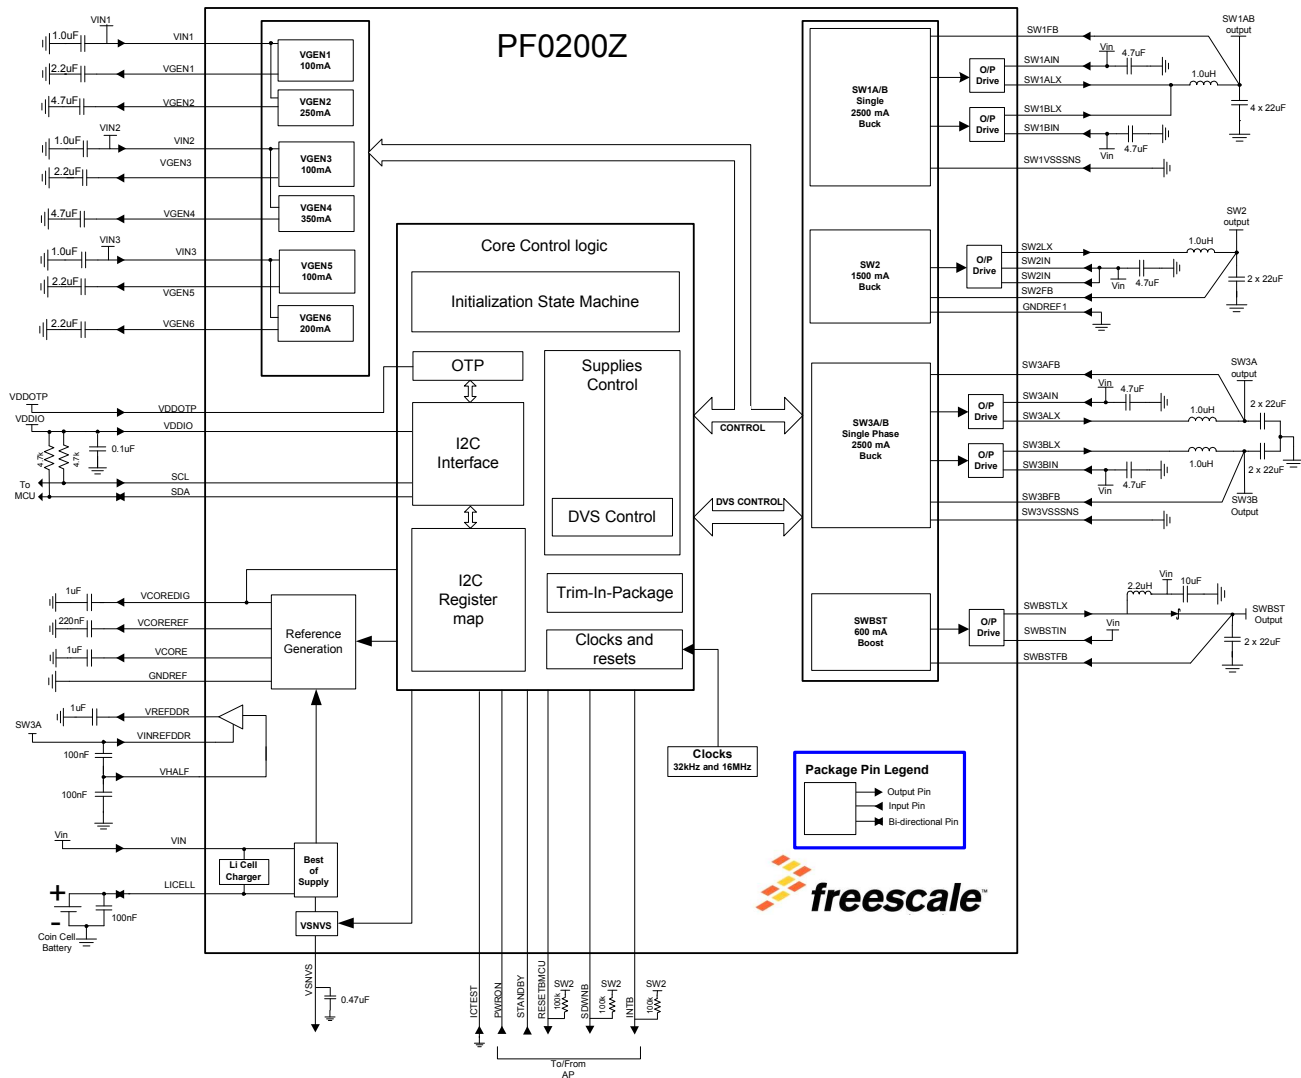 PF0200Z
VIN1
1.0uF
VIN1
2.2uF
VGEN1
4.7uF
VGEN2
VIN2
1.0uF
VIN2
VGEN3
2.2uF
4.7uF
VGEN4
VIN3
1.0uF
VIN3
2.2uF
VGEN5
2.2uF
VGEN6
VGEN1
100mA
VGEN2
250mA
VGEN3
100mA
VGEN4
350mA
VGEN5
100mA
VGEN6
200mA
VDDOTP
VDDOTP
VDDIO
VDDIO
4.7k
4.7k
0.1uF
To
MCU
SCL
SDA
Core Control logic
Initialization State Machine
OTP
I2C
Interface
I2C
Register
map
Supplies
Control
DVS Control
Trim-In-Package
Clocks and
resets
CONTROL
DVS CONTROL
Clocks
32kHz and 16MHz
1uF
VCOREDIG
220nF
VCOREREF
1uF
VCORE
GNDREF
Reference
Generation
1uF
VREFDDR
SW3A
VINREFDDR
100nF
VHALF
100nF
Vin
VIN
Li Cell
Charger
Best
of
Supply
LICELL
+
-
100nF
Coin Cell
Battery
VSNVS
VSNVS
0.47uF
ICTEST
PWRON
STANDBY
RESETBMCU
SW2
100k
SDWNB
SW2
100k
INTB
SW2
100k
To/From
AP
SW1A/B
Single
2500 mA
Buck
O/P
Drive
O/P
Drive
SW1FB
SW1AIN
SW1ALX
SW1BLX
SW1BIN
SW1VSSSNS
Vin
4.7uF
1.0uH
Vin
4.7uF
SW1AB
output
4 x 22uF
SW2
1500 mA
Buck
O/P
Drive
SW2LX
SW2IN
SW2IN
SW2FB
GNDREF1
1.0uH
Vin
4.7uF
SW2
output
2 x 22uF
SW3A/B
Single Phase
2500 mA
Buck
O/P
Drive
O/P
Drive
SW3AFB
SW3AIN
SW3ALX
SW3BLX
SW3BIN
SW3BFB
SW3VSSSNS
Vin
4.7uF
1.0uH
1.0uH
Vin
4.7uF
SW3A
output
2 x 22uF
2 x 22uF
SW3B
Output
SWBST
600 mA
Boost
O/P
Drive
SWBSTLX
SWBSTIN
SWBSTFB
2.2uH
Vin
10uF
Vin
SWBST
Output
2 x 22uF
Package Pin Legend
Output Pin
Input Pin
Bi-directional Pin
freescale™